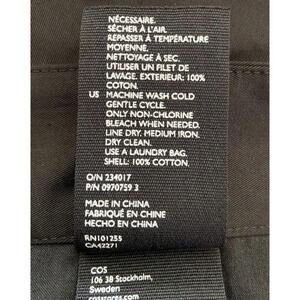 NÉCESSAIRE.
SÉCHER À L'AIR.
REPASSER À TEMPÉRATURE
MOYENNE.
NETTOYAGE À SEC.
UTILISER UN FILET DE
LAVAGE. EXTERIEUR: 100%
COTON.
US MACHINE WASH COLD
GENTLE CYCLE.
ONLY NON-CHLORINE
BLEACH WHEN NEEDED.
LINE DRY. MEDIUM IRON.
DRY CLEAN.
USE A LAUNDRY BAG.
SHELL: 100% COTTON.
O/N 234017
P/N 0970759 3
MADE IN CHINA
FABRIQUÉ EN CHINE
HECHO EN CHINA
RN101255
CA42271
COS
106 38 Stockholm,
Sweden
cosstores.com